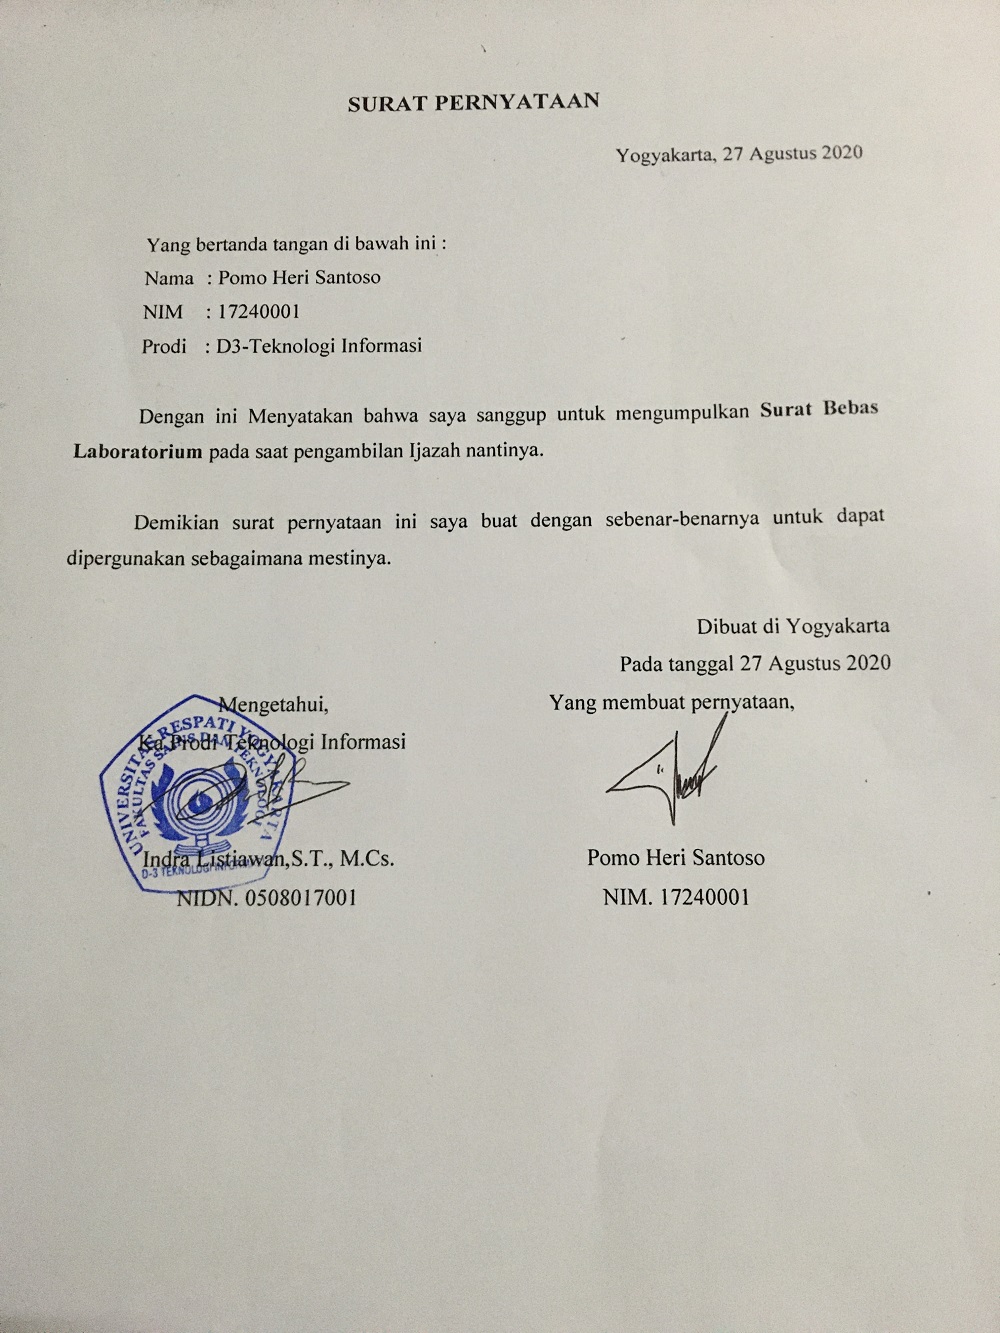 SURAT PERNYATAAN
Yogyakarta, 27 Agustus 2020
Yang bertanda tangan di bawah ini :
Nama : Pomo Heri Santoso
NIM : 17240001
Prodi : D3-Teknologi Informasi
Dengan ini Menyatakan bahwa saya sanggup untuk mengumpulkan Surat Bebas
Laboratorium pada saat pengambilan Ijazah nantinya.
Demikian surat pernyataan ini saya buat dengan sebenar-benarnya untuk dapat
dipergunakan sebagaimana mestinya.
Dibuat di Yogyakarta
Pada tanggal 27 Agustus 2020
Mengetahui,
Ka.Prodi Teknologi Informasi
UNIVERSITAS RESPATI YOGYAKARTA
FAKULTAS SAINS DAN TEKNOLOGI
D-3 TEKNOLOGI INFORMASI
Indra Listiawan,S.T., M.Cs.
NIDN. 0508017001
Yang membuat pernyataan,
Pomo Heri Santoso
NIM. 17240001